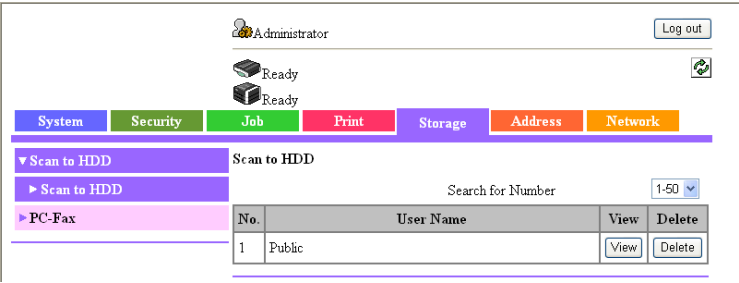 Administrator
Log out
Ready
Ready
System Security Job Print Storage Address Network
Scan to HDD
Scan to HDD
PC-Fax
Scan to HDD
Search for Number 1-50
No. User Name View Delete
1 Public View Delete